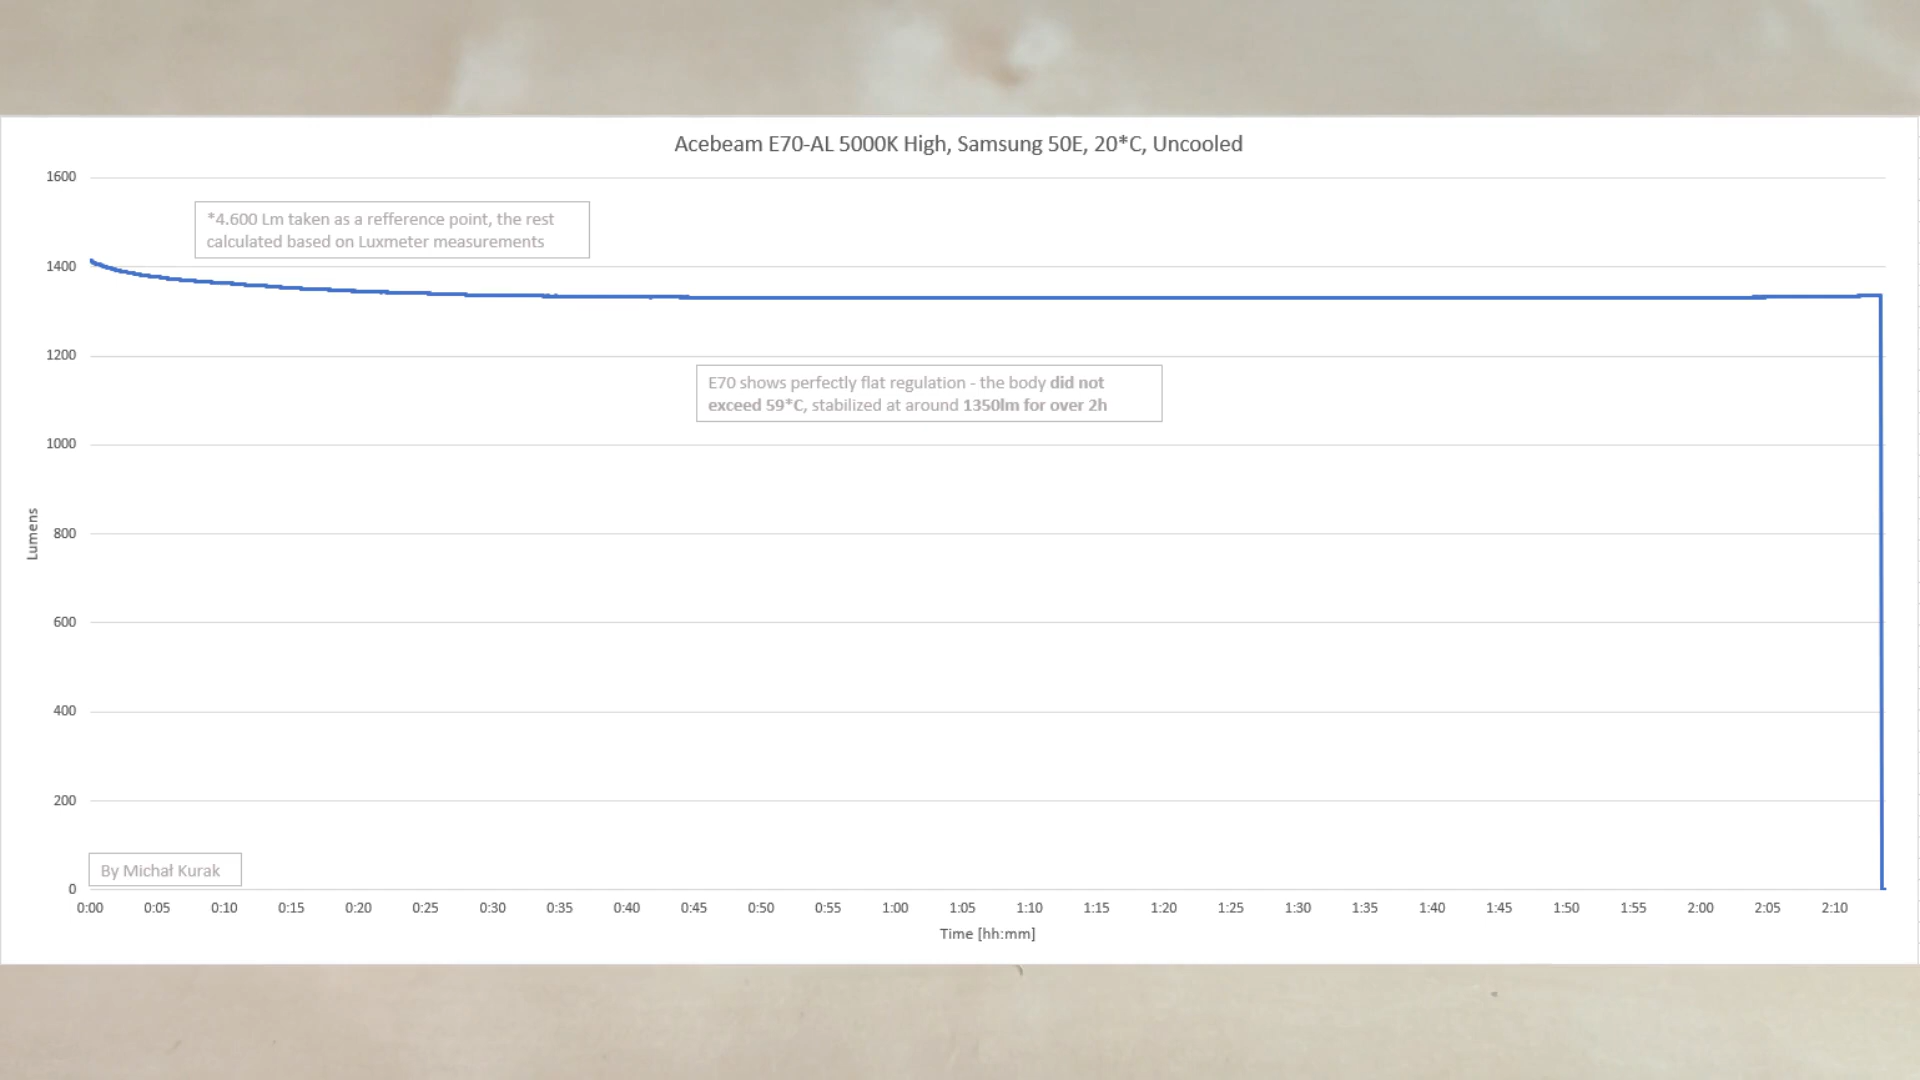 Acebeam E70-AL 5000K High, Samsung 50E, 20*C, Uncooled
1600
*4.600 Lm taken as a refference point, the rest
calculated based on Luxmeter measurements
1400
1200
E70 shows perfectly flat regulation - the body did not
exceed 59*C, stabilized at around 1350lm for over 2h
1000
800
Lumens
600
400
200
By Michał Kurak
0
0:00 0:05 0:10 0:15 0:20 0:25 0:30 0:35 0:40 0:45 0:50 0:55 1:00 1:05 1:10 1:15 1:20 1:25 1:30 1:35 1:40 1:45 1:50 1:55 2:00 2:05 2:10
Time [hh:mm]